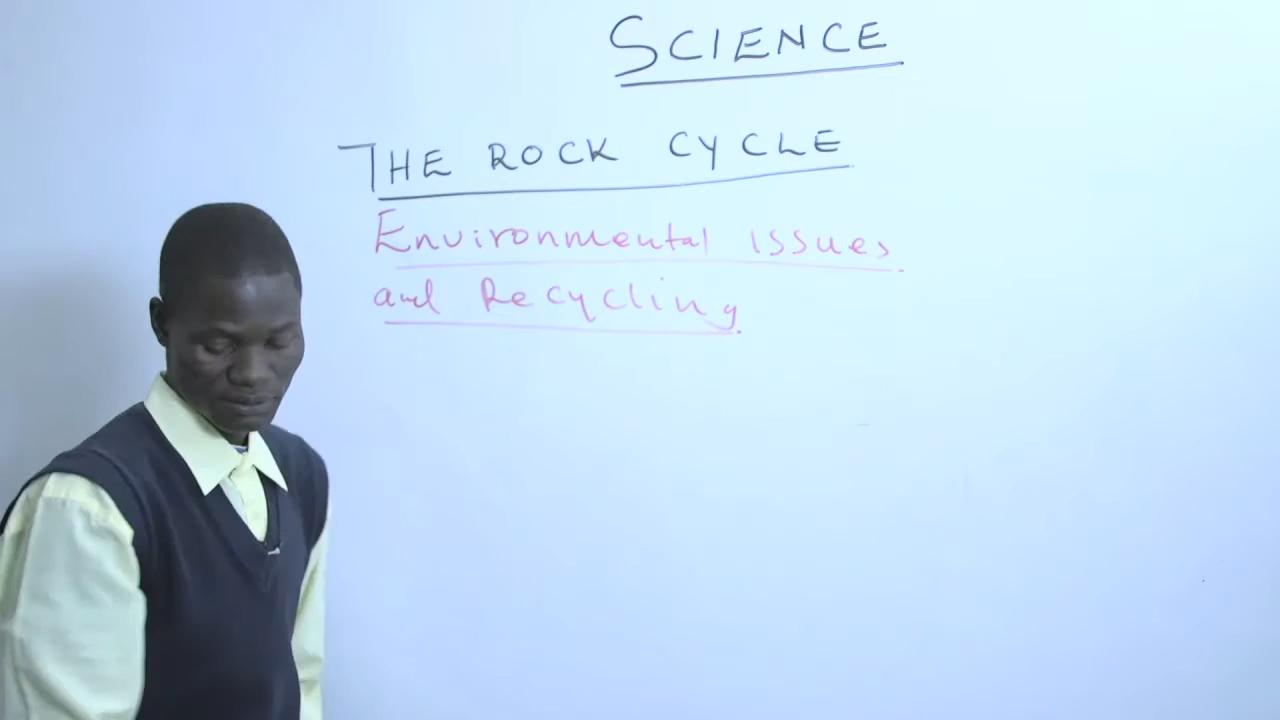 SCIENCE
THE ROCK CYCLE
Environmental issues
and Recycling